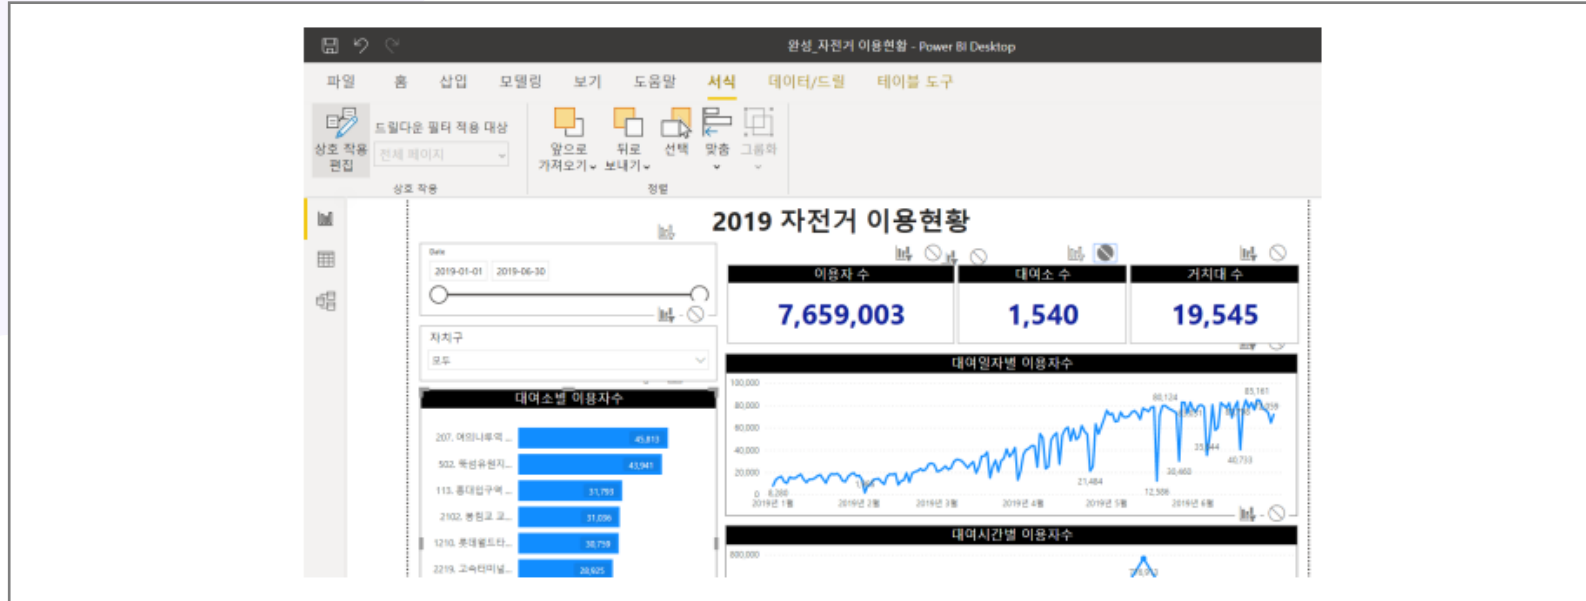 완성_자전거 이용현황 - Power BI Desktop
파일 홈 삽입 모델링 보기 도움말 서식 데이터/드릴 테이블 도구
상호 작용
편집
드릴다운 필터 적용 대상
전체 페이지
앞으로
가져오기
뒤로
보내기
선택
맞춤
그룹화
상호 작용
정렬
2019 자전거 이용현황
Date
2019-01-01 2019-06-30
자치구
모두
이용자 수
7,659,003
대여소 수
1,540
거치대 수
19,545
대여소별 이용자수
207. 여의나루역 ... 45,813
502. 뚝섬유원지... 43,941
113. 홍대입구역 ... 31,793
2102. 봉림교 교... 31,036
1210. 롯데월드타... 30,759
2219. 고속터미널... 28,925
대여일자별 이용자수
100,000
80,000
60,000
40,000
20,000
0
8,280
21,484
80,124
12,586
30,460
40,733
85,161
2019년 1월 2019년 2월 2019년 3월 2019년 4월 2019년 5월 2019년 6월
대여시간별 이용자수
800,000